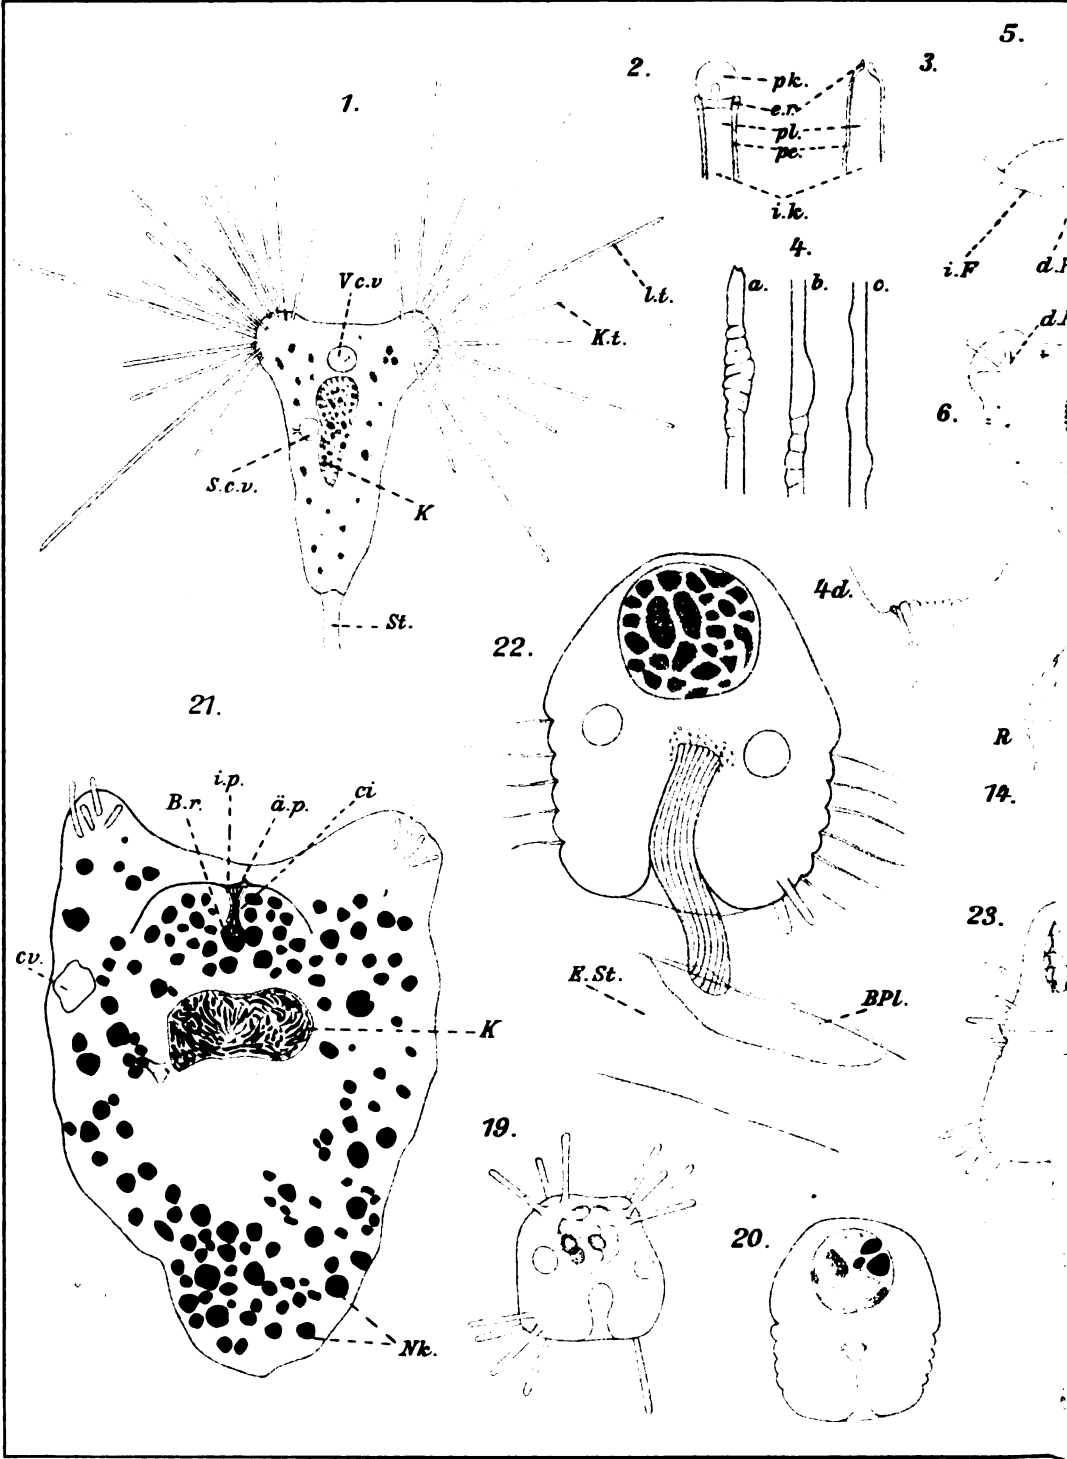 5.
2.
3.
pk.
1.
e.r.
pl.
pc.
i.k.
4.
i.F
V c.v
a.
b.
c.
l.t.
K.t.
6.
S.c.v.
K
4d.
St.
22.
21.
R
i.p.
B.r.
ä.p.
ci
14.
23.
cv.
E.St.
BPl.
K
19.
20.
Nk.